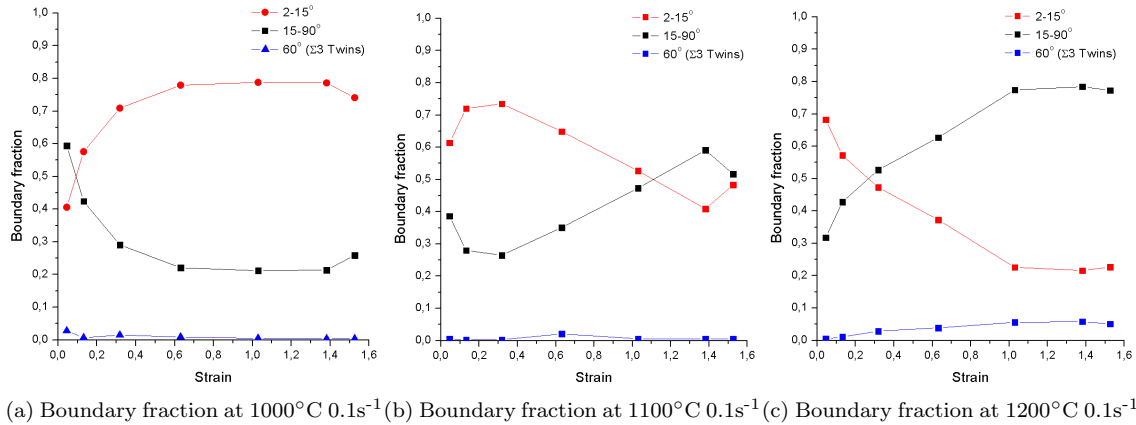 2-15°
15-90°
60° (Σ3 Twins)
1,0
0,9
0,8
0,7
0,6
0,5
0,4
0,3
0,2
0,1
0,0
Boundary fraction
0,0 0,2 0,4 0,6 0,8 1,0 1,2 1,4 1,6
Strain
2-15°
15-90°
60° (Σ3 Twins)
1,0
0,9
0,8
0,7
0,6
0,5
0,4
0,3
0,2
0,1
0,0
Boundary fraction
0,0 0,2 0,4 0,6 0,8 1,0 1,2 1,4 1,6
Strain
2-15°
15-90°
60° (Σ3 Twins)
1,0
0,9
0,8
0,7
0,6
0,5
0,4
0,3
0,2
0,1
0,0
Boundary fraction
0,0 0,2 0,4 0,6 0,8 1,0 1,2 1,4 1,6
Strain
(a) Boundary fraction at 1000°C 0.1s⁻¹
(b) Boundary fraction at 1100°C 0.1s⁻¹
(c) Boundary fraction at 1200°C 0.1s⁻¹